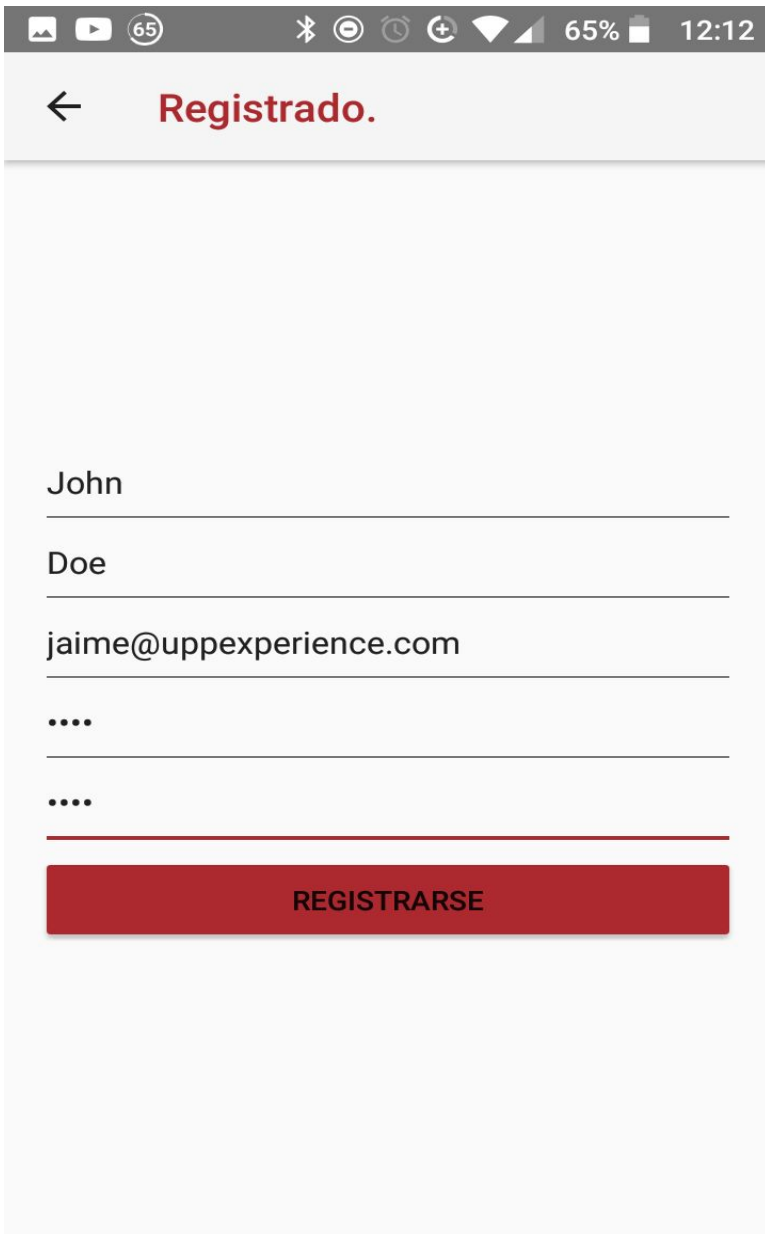 65 65% 12:12
Registrado.
John
Doe
jaime@uppexperience.com
••••
••••
REGISTRARSE